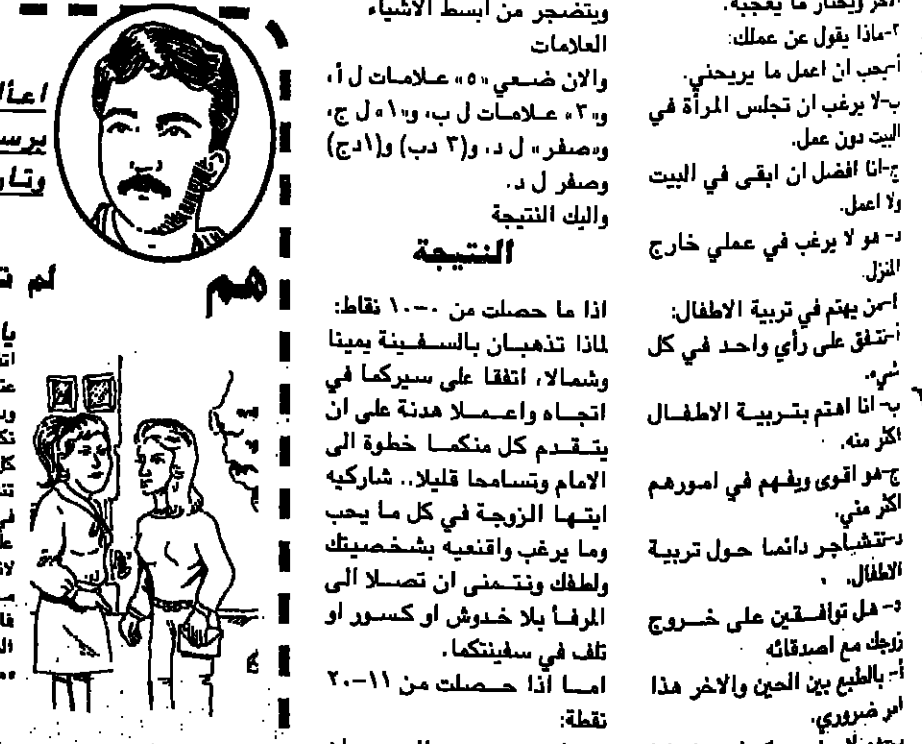 ويختار ما يعجبه.
٢-ماذا يقول عن عملك:
أ-يحب ان اعمل ما يريحني.
ب-لا يرغب ان تجلس المرأة في
البيت دون عمل.
ج-انا افضل ان ابقى في البيت
ولا اعمل.
د- هو لا يرغب في عملي خارج
المنزل.
من يهتم في تربية الاطفال:
أ-نتفق على رأي واحد في كل
شيء.
ب- انا اهتم بتربية الاطفال
اكثر منه.
ج-هو اقوى ويفهم في امورهم
اكثر مني.
د-نتشاجر دائما حول تربية
الاطفال.
هل توافقين على خروج
زوجك مع اصدقائه
أ- بالطبع بين الحين والاخر هذا
امر ضروري.
ويتضجر من ابسط الاشياء
العلامات
والان ضعي «٥» علامات ل أ،
و«٣» علامات ل ب، و«١» ل ج،
و«صفر» ل د. و(٣ دب) و(١دج)
وصفر ل د.
واليك النتيجة
النتيجة
اذا ما حصلت من ٠-١٠ نقاط:
لماذا تذهبان بالسفينة يمينا
وشمالا، اتفقا على سيركما في
اتجاه واعملا هدنة على ان
يتقدم كل منكما خطوة الى
الامام وتسامحا قليلا.. شاركيه
ايتها الزوجة في كل ما يحب
وما يرغب واقنعيه بشخصيتك
ولطفك ونتمنى ان تصلا الى
المرفأ بلا خدوش او كسور او
تلف في سفينتكما.
اما اذا حصلت من ١١-٢٠
نقطة:
هم
لم